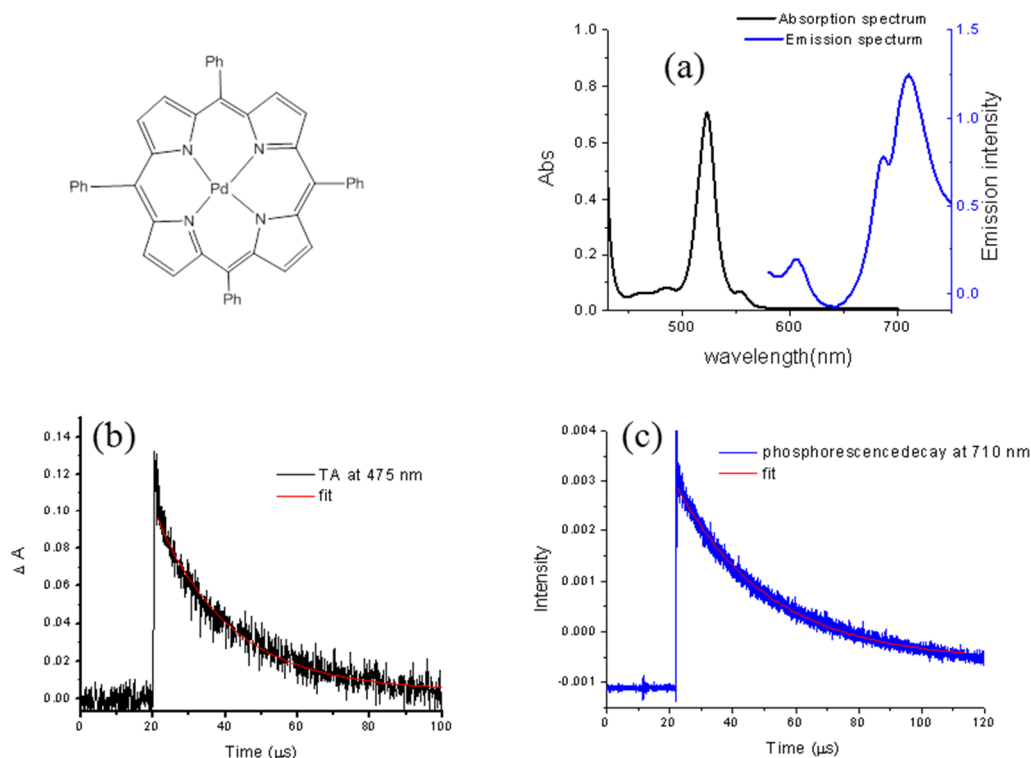 Ph
N
N
Ph
Pd
Ph
N
N
Ph
(a)
Absorption spectrum
Emission specturm
Abs
1.0
0.8
0.6
0.4
0.2
0.0
500
600
700
wavelength(nm)
1.5
1.0
0.5
0.0
Emission intensity
(b)
TA at 475 nm
fit
Δ A
0.14
0.12
0.10
0.08
0.06
0.04
0.02
0.00
0
20
40
60
80
100
Time (μs)
(c)
phosphorescencedecay at 710 nm
fit
Intensity
0.004
0.003
0.002
0.001
0.000
-0.001
0
20
40
60
80
100
120
Time (μs)